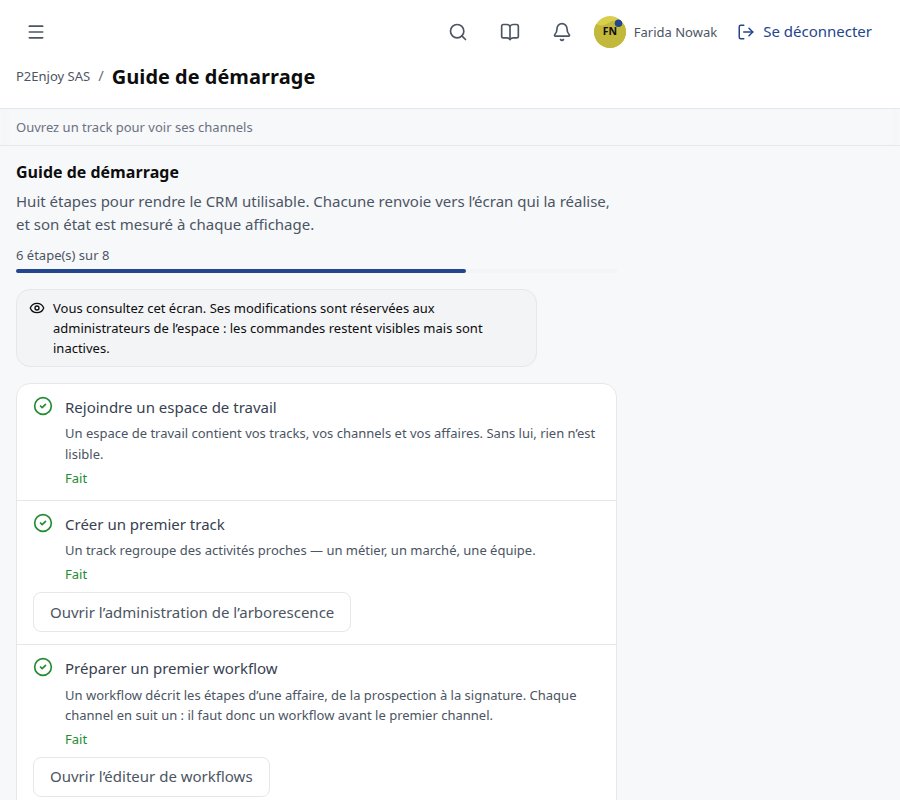 FN
Farida Nowak
Se déconnecter
P2Enjoy SAS / Guide de démarrage
Ouvrez un track pour voir ses channels
Guide de démarrage
Huit étapes pour rendre le CRM utilisable. Chacune renvoie vers l’écran qui la réalise,
et son état est mesuré à chaque affichage.
6 étape(s) sur 8
Vous consultez cet écran. Ses modifications sont réservées aux
administrateurs de l’espace : les commandes restent visibles mais sont
inactives.
Rejoindre un espace de travail
Un espace de travail contient vos tracks, vos channels et vos affaires. Sans lui, rien n’est
lisible.
Fait
Créer un premier track
Un track regroupe des activités proches — un métier, un marché, une équipe.
Fait
Ouvrir l’administration de l’arborescence
Préparer un premier workflow
Un workflow décrit les étapes d’une affaire, de la prospection à la signature. Chaque
channel en suit un : il faut donc un workflow avant le premier channel.
Fait
Ouvrir l’éditeur de workflows